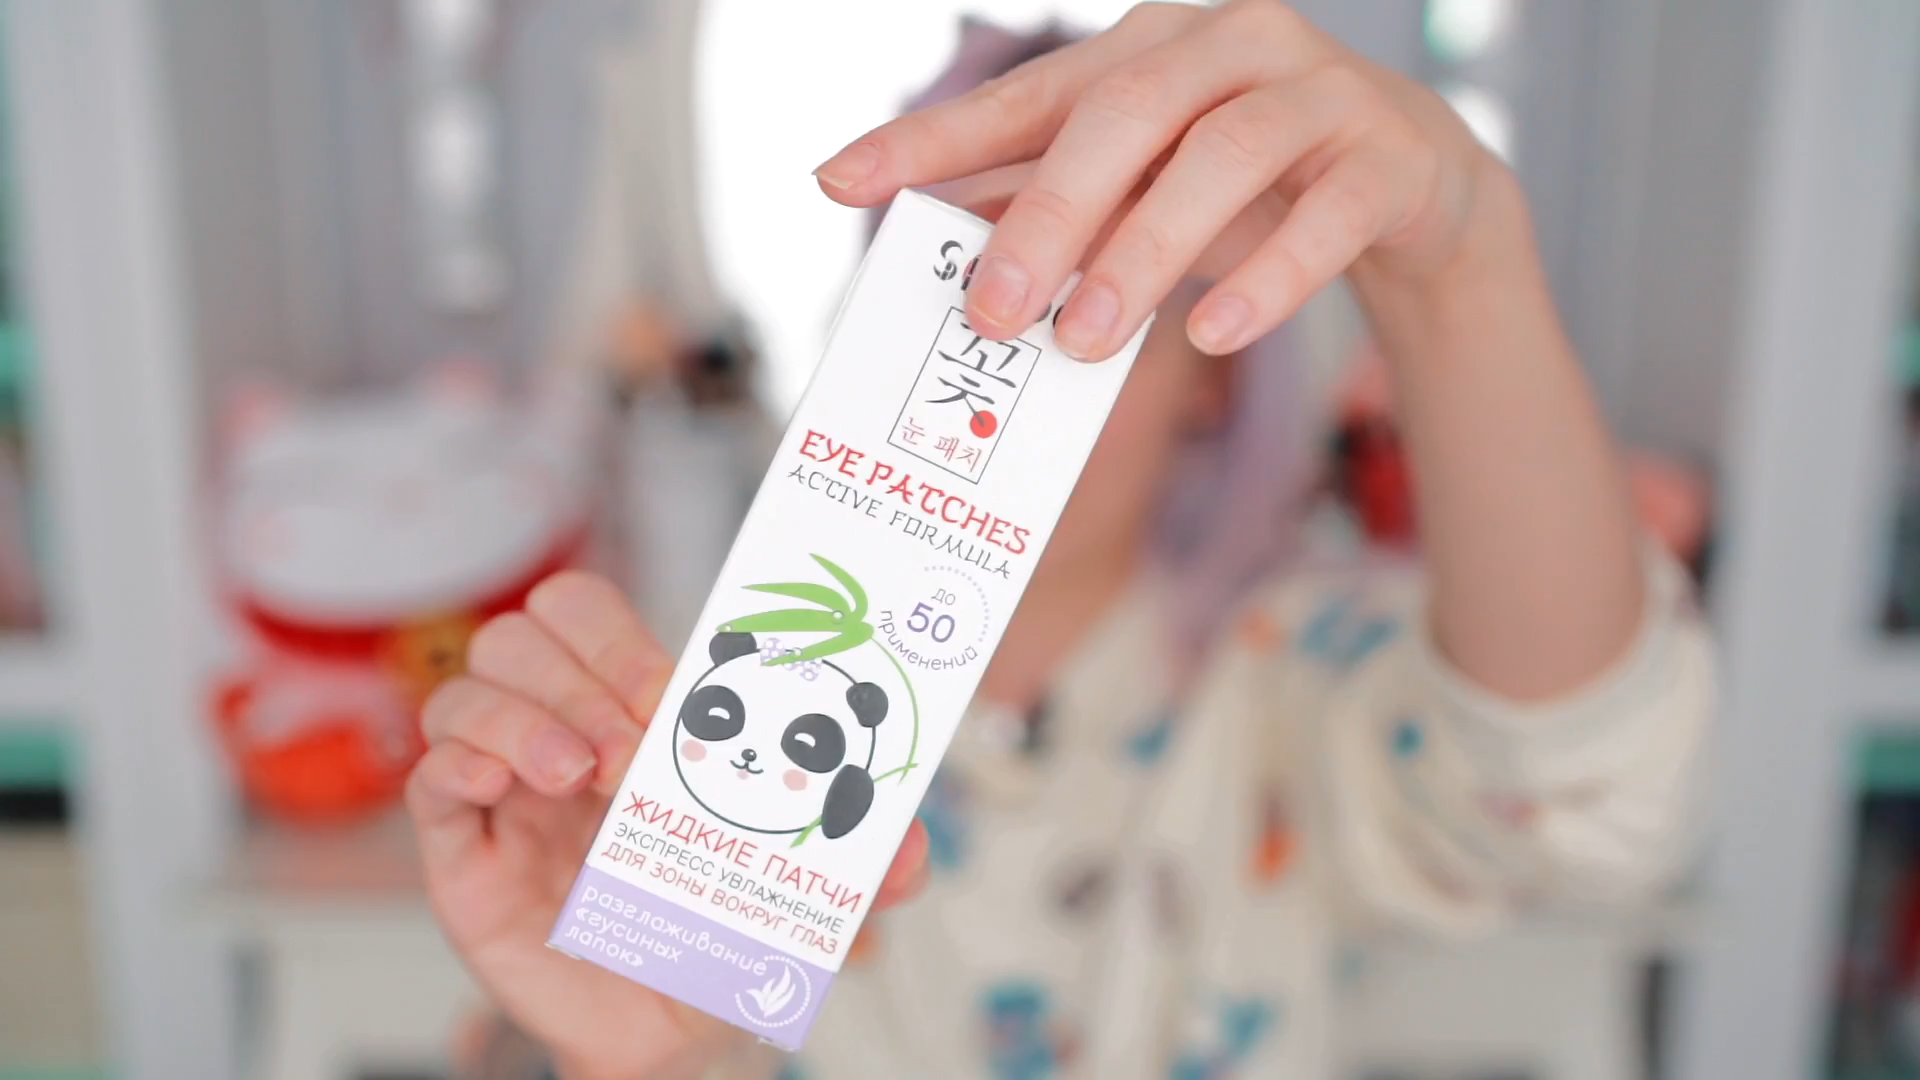 꽃
눈 패치
EYE PATCHES
ACTIVE FORMULA
до
50
применений
ЖИДКИЕ ПАТЧИ
ЭКСПРЕСС УВЛАЖНЕНИЕ
ДЛЯ ЗОНЫ ВОКРУГ ГЛАЗ
разглаживание
«гусиных
лапок»